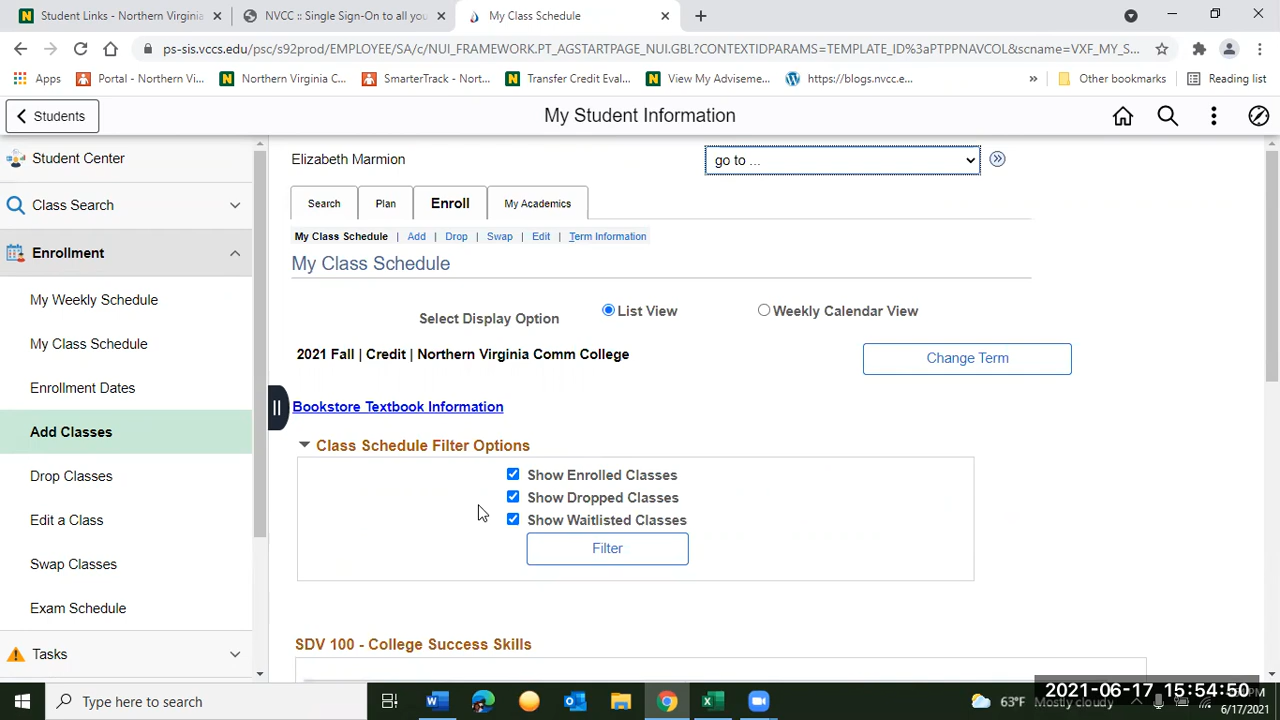 Student Links - Northern Virginia
NVCC :: Single Sign-On to all you
My Class Schedule
ps-sis.vccs.edu/psc/s92prod/EMPLOYEE/SA/c/NUI_FRAMEWORK.PT_AGSTARTPAGE_NUI.GBL?CONTEXTIDPARAMS=TEMPLATE_ID%3aPTPPNAVCOL&scname=VXF_MY_S...
Apps Portal - Northern Vi... Northern Virginia C... SmarterTrack - Nort... Transfer Credit Eval... View My Aviseme... https://blogs.nvcc.e... » Other bookmarks Reading list
Students
My Student Information
Student Center
Class Search
Enrollment
My Weekly Schedule
My Class Schedule
Enrollment Dates
Add Classes
Drop Classes
Edit a Class
Swap Classes
Exam Schedule
Tasks
Elizabeth Marmion
go to ...
Search Plan Enroll My Academics
My Class Schedule | Add | Drop | Swap | Edit | Term Information
My Class Schedule
Select Display Option List View Weekly Calendar View
2021 Fall | Credit | Northern Virginia Comm College
Change Term
Bookstore Textbook Information
Class Schedule Filter Options
Show Enrolled Classes
Show Dropped Classes
Show Waitlisted Classes
Filter
SDV 100 - College Success Skills
Type here to search
63°F Mostly cloudy
2021-06-17 15:54:50
6/17/2021